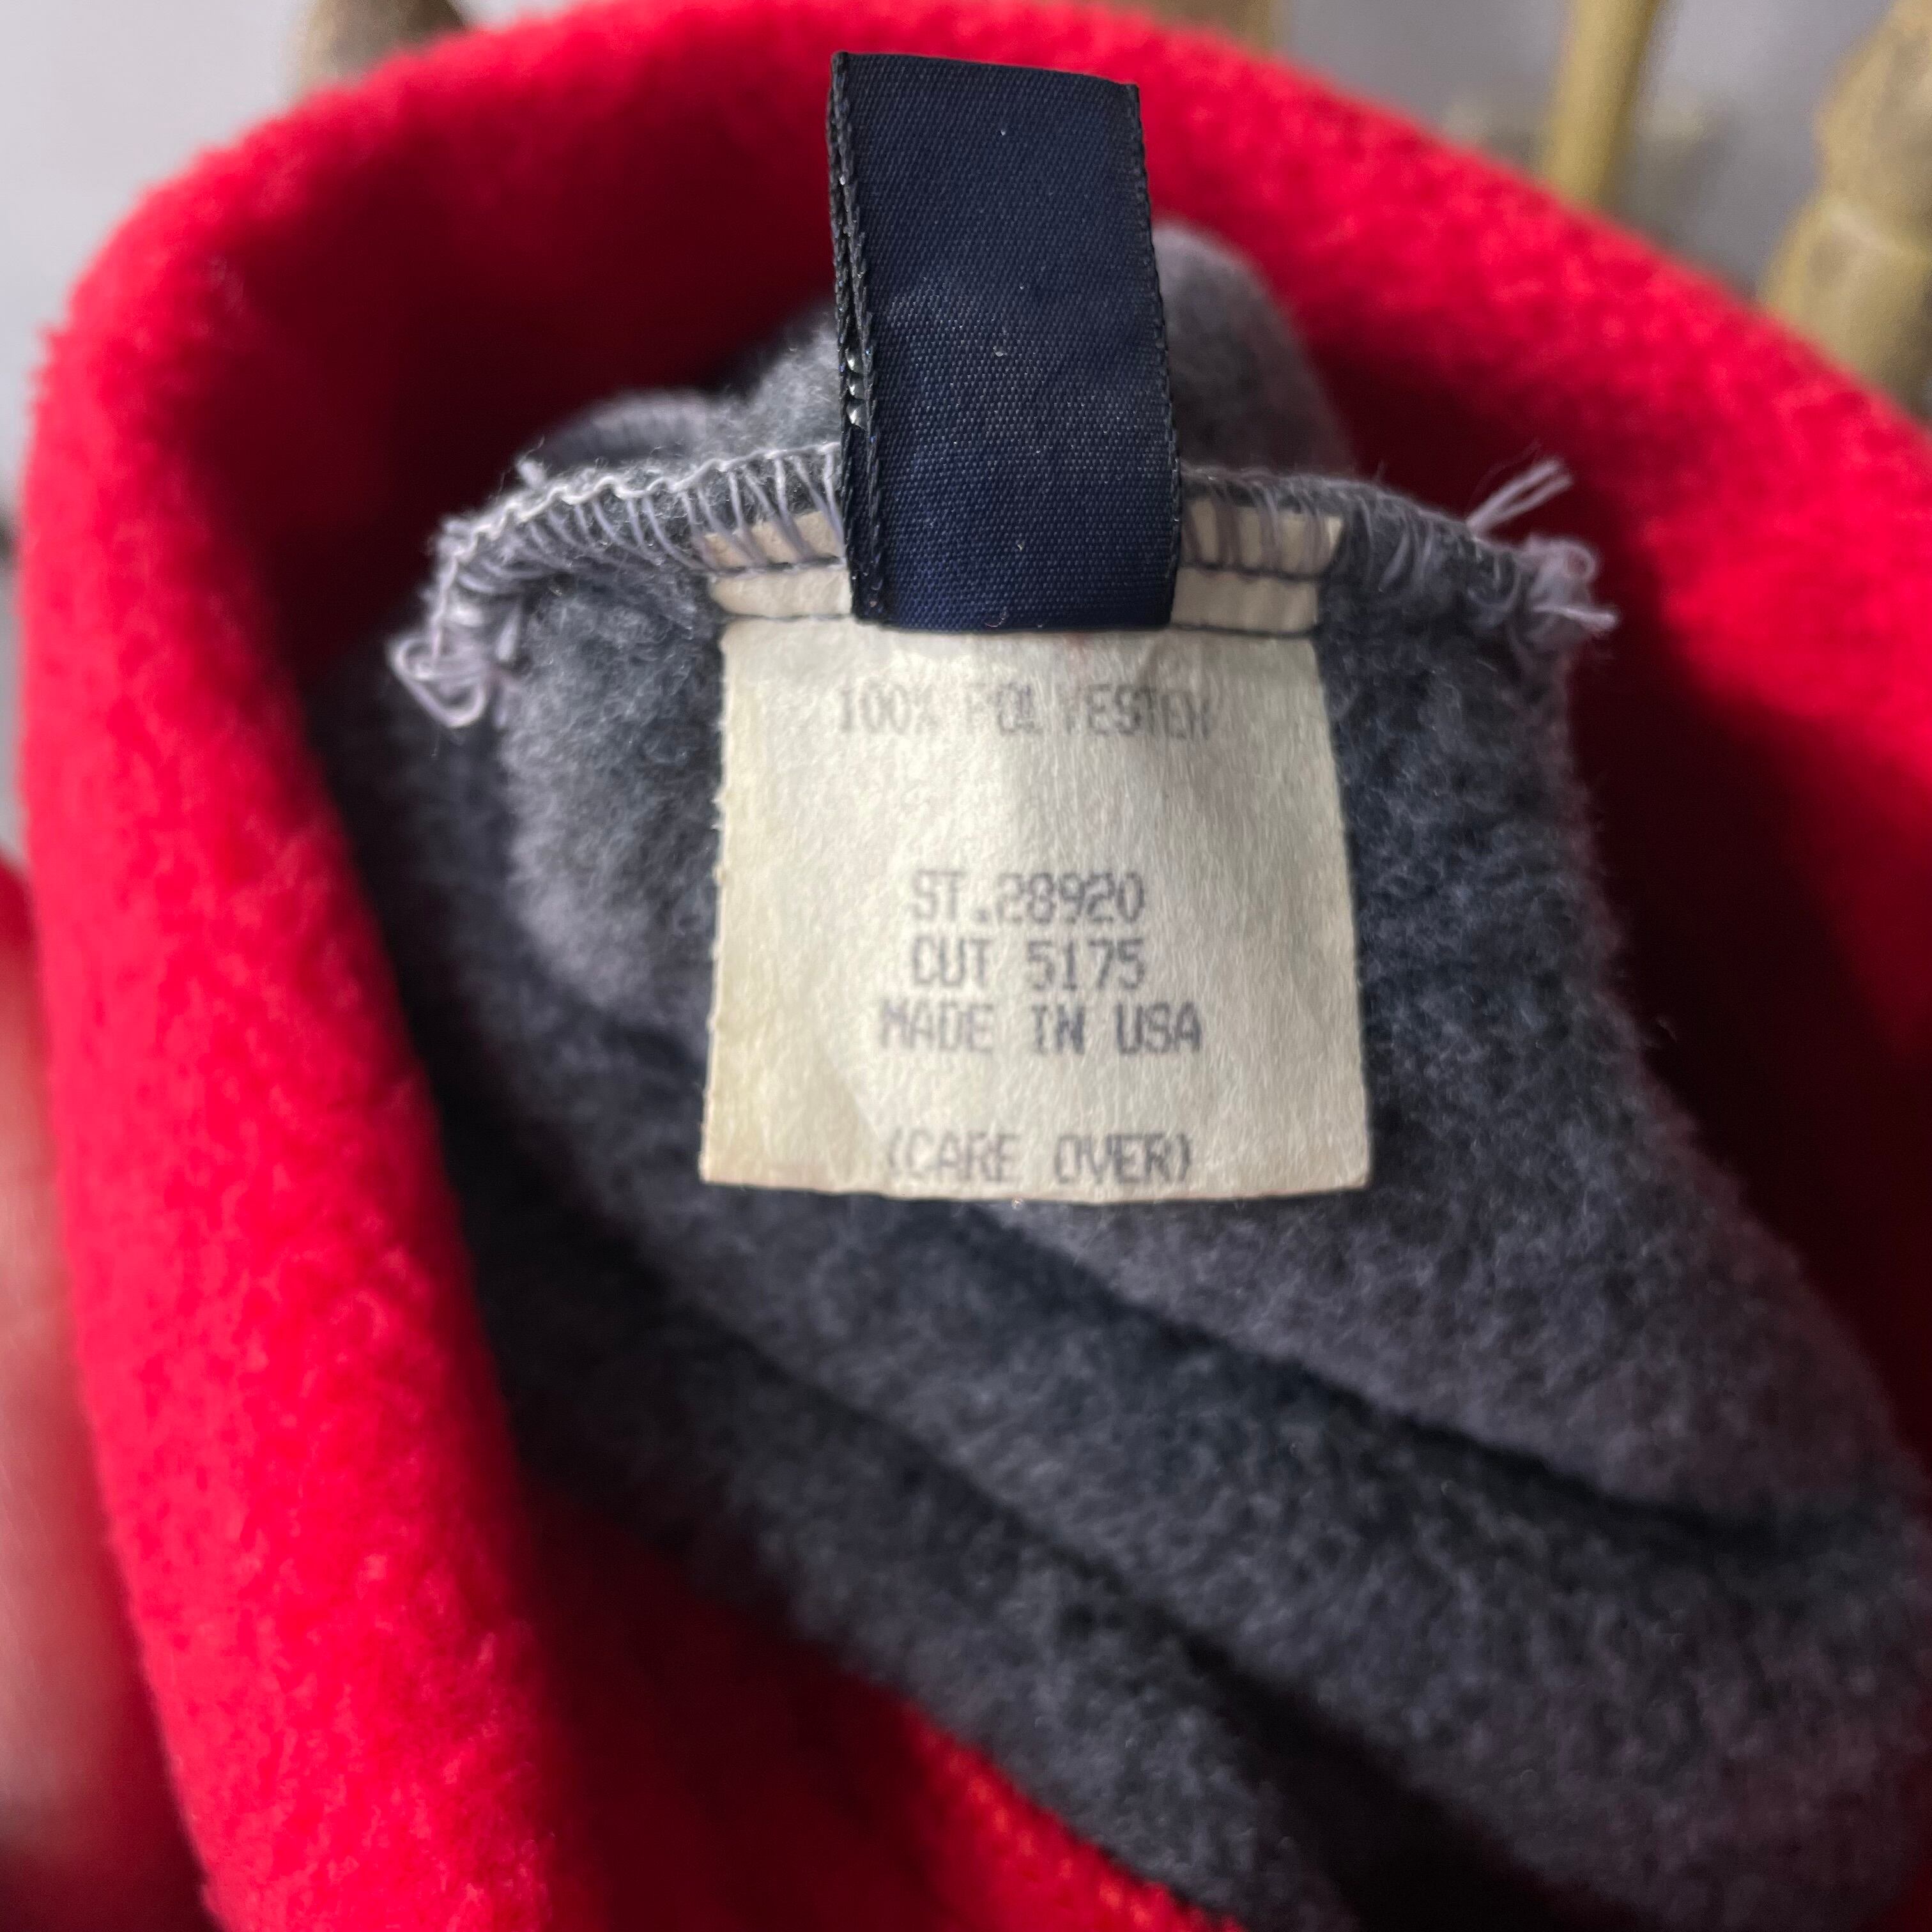 100% POLYESTER
ST.28920
CUT 5175
MADE IN USA
(CARE OVER)